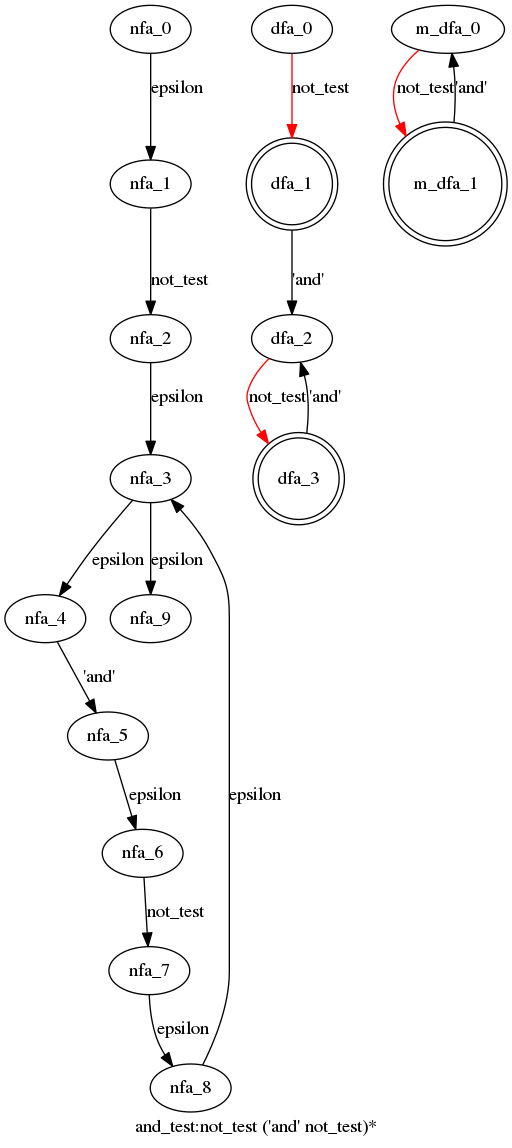 nfa_0
dfa_0
m_dfa_0
epsilon
not_test
not_test
'and'
nfa_1
dfa_1
m_dfa_1
not_test
'and'
nfa_2
dfa_2
epsilon
not_test
'and'
nfa_3
dfa_3
epsilon
epsilon
nfa_4
nfa_9
'and'
nfa_5
epsilon
epsilon
nfa_6
not_test
nfa_7
epsilon
nfa_8
and_test:not_test ('and' not_test)*